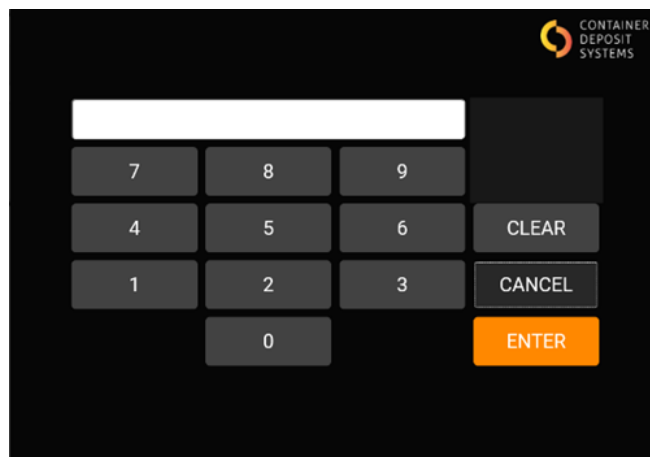 CONTAINER
DEPOSIT
SYSTEMS
7 8 9
4 5 6 CLEAR
1 2 3 CANCEL
0 ENTER